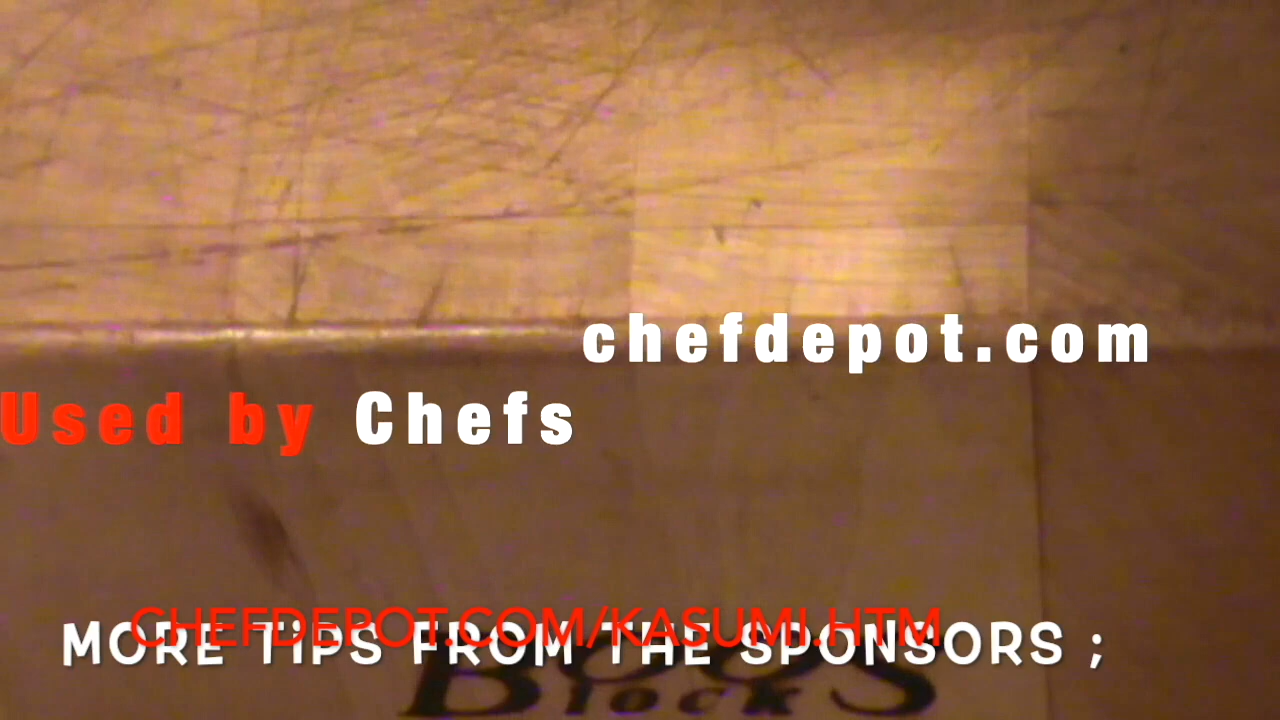 chefdepot.com
Used by Chefs
CHEFDEPOT.COM/KASUMI.HTM
MORE TIPS FROM THE SPONSORS ;
BOOS
Block